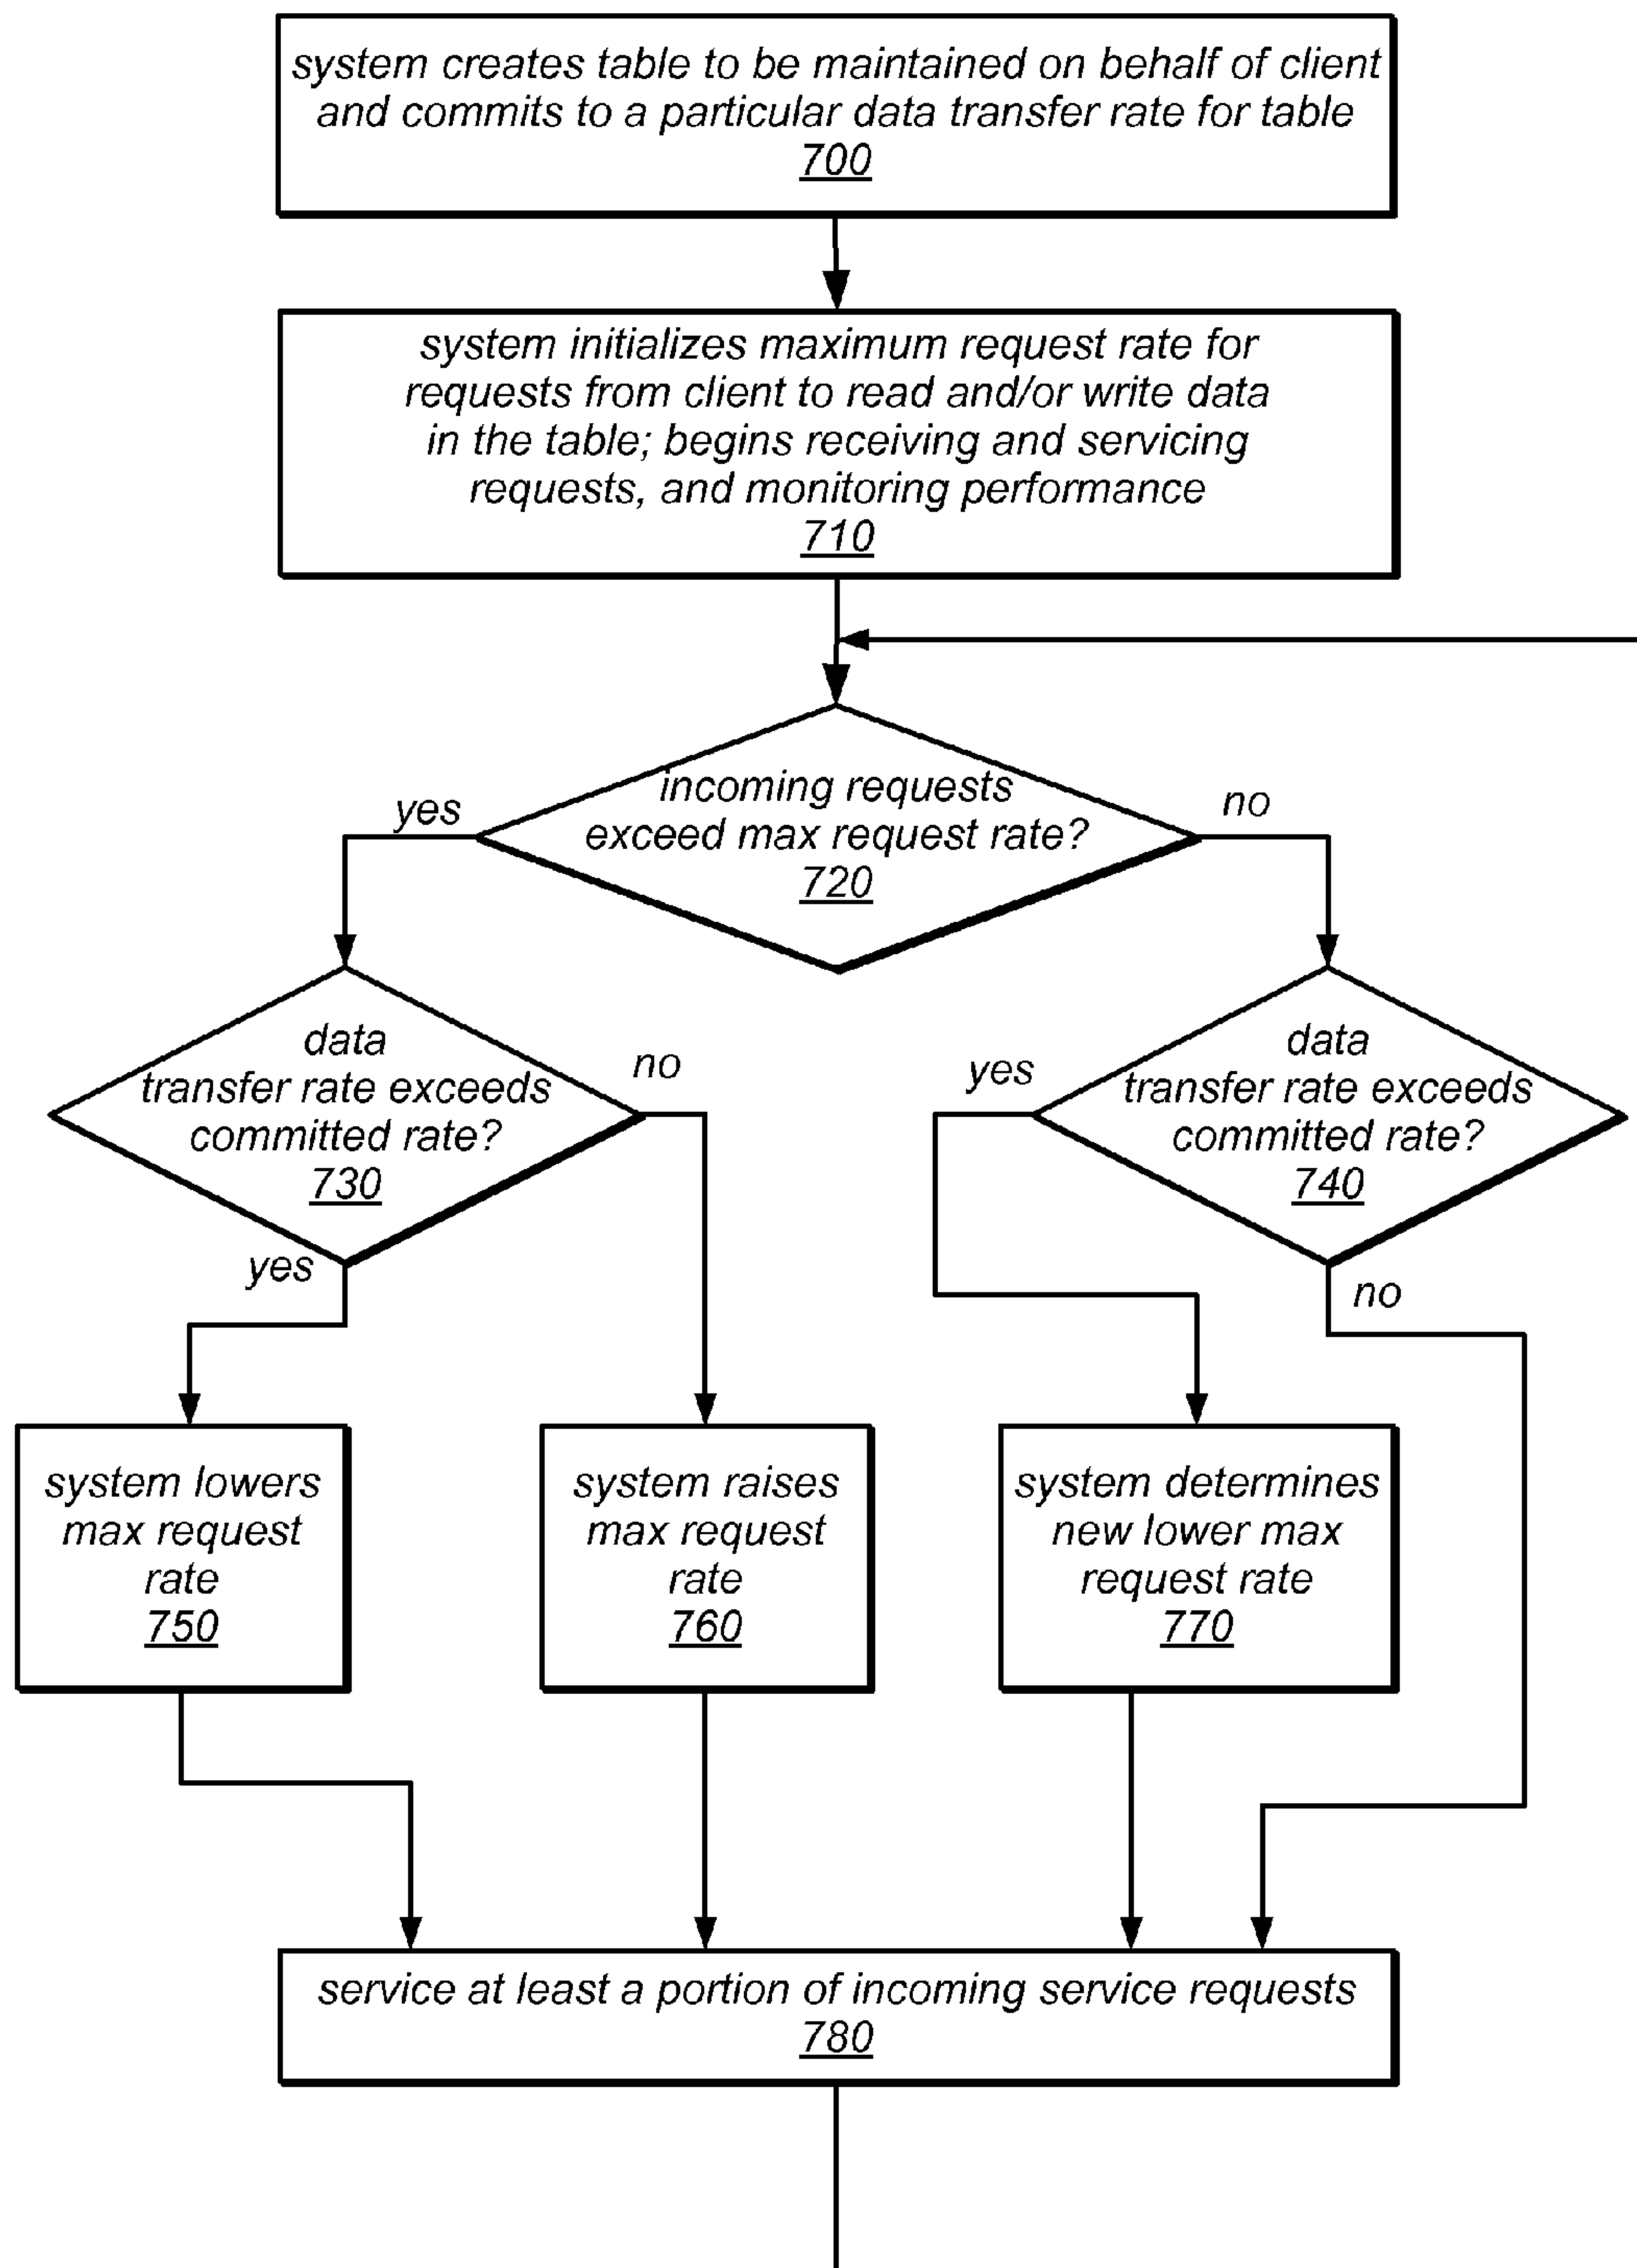 system creates table to be maintained on behalf of client
and commits to a particular data transfer rate for table
700
system initializes maximum request rate for
requests from client to read and/or write data
in the table; begins receiving and servicing
requests, and monitoring performance
710
incoming requests
exceed max request rate?
720
yes
no
data
transfer rate exceeds
committed rate?
730
no
yes
data
transfer rate exceeds
committed rate?
740
yes
no
system lowers
max request
rate
750
system raises
max request
rate
760
system determines
new lower max
request rate
770
service at least a portion of incoming service requests
780